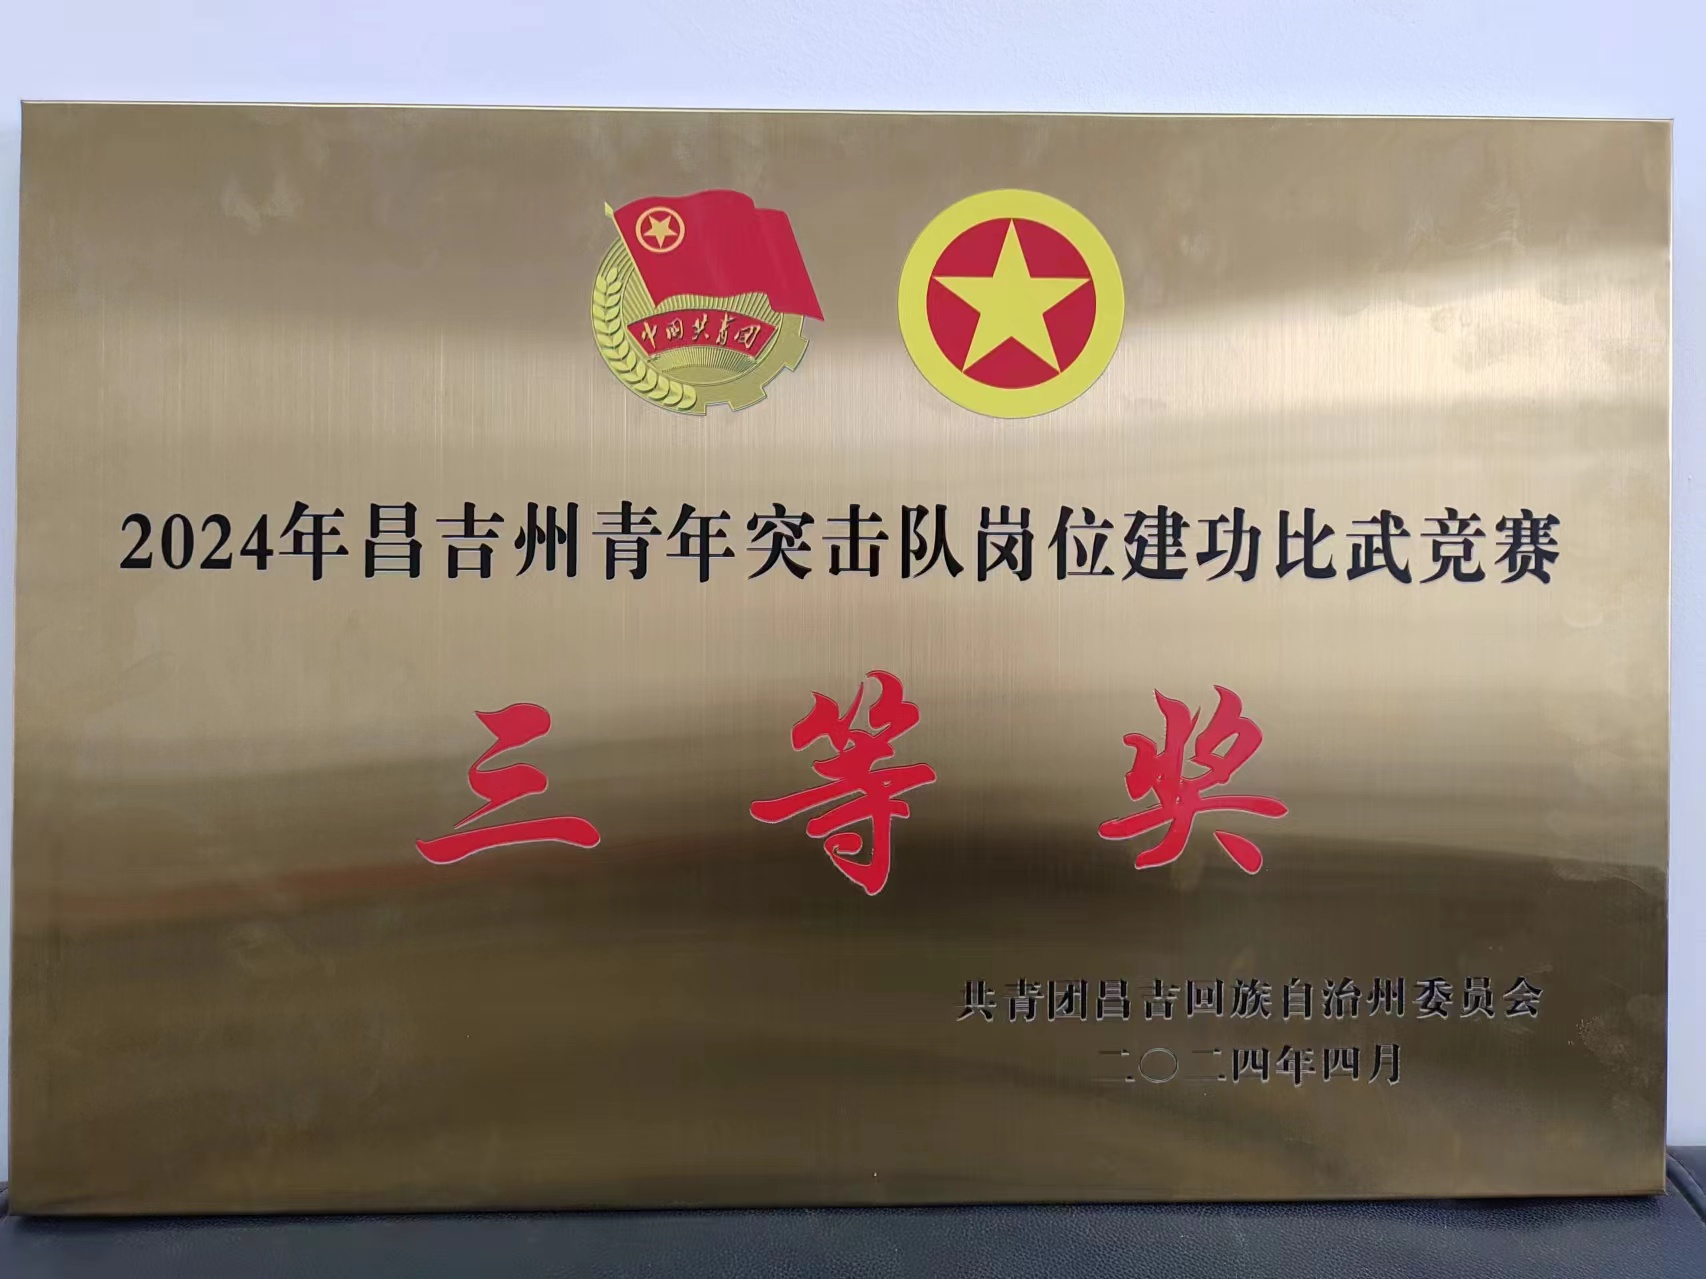 中国共青团
2024年昌吉州青年突击队岗位建功比武竞赛
三等奖
共青团昌吉回族自治州委员会
二〇二四年四月